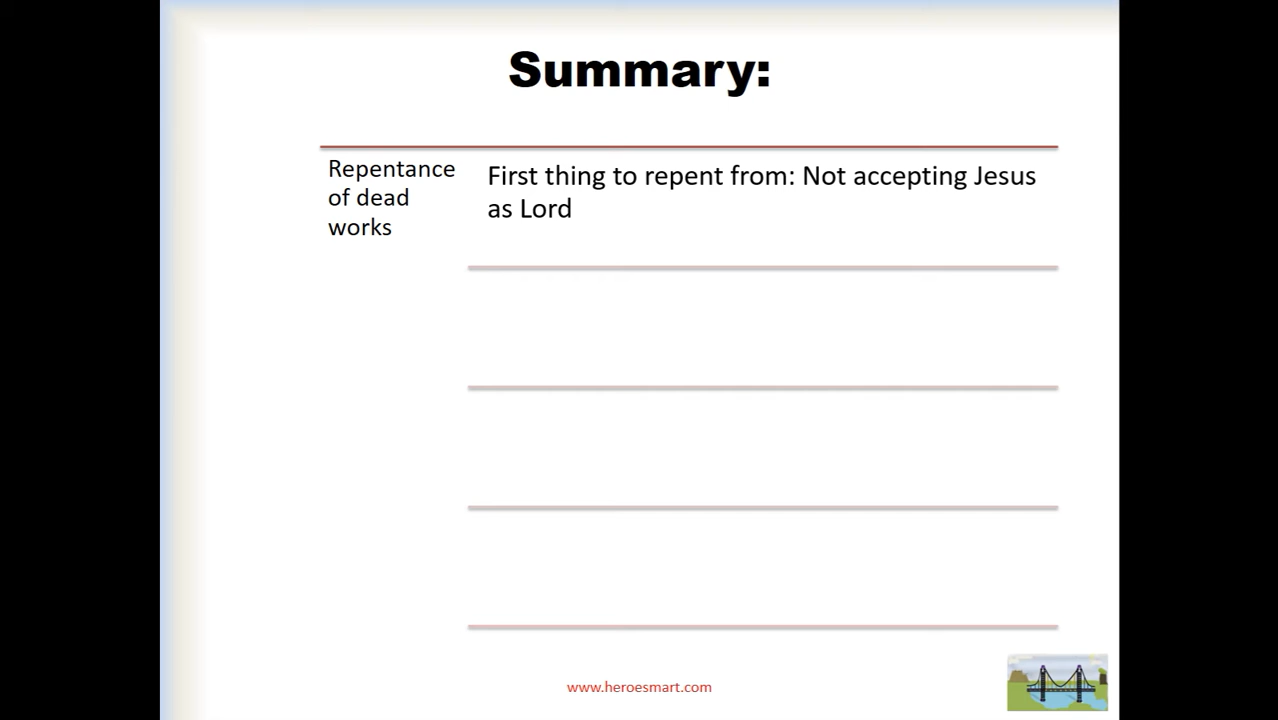 Summary:
Repentance
of dead
works
First thing to repent from: Not accepting Jesus
as Lord
www.heroesmart.com